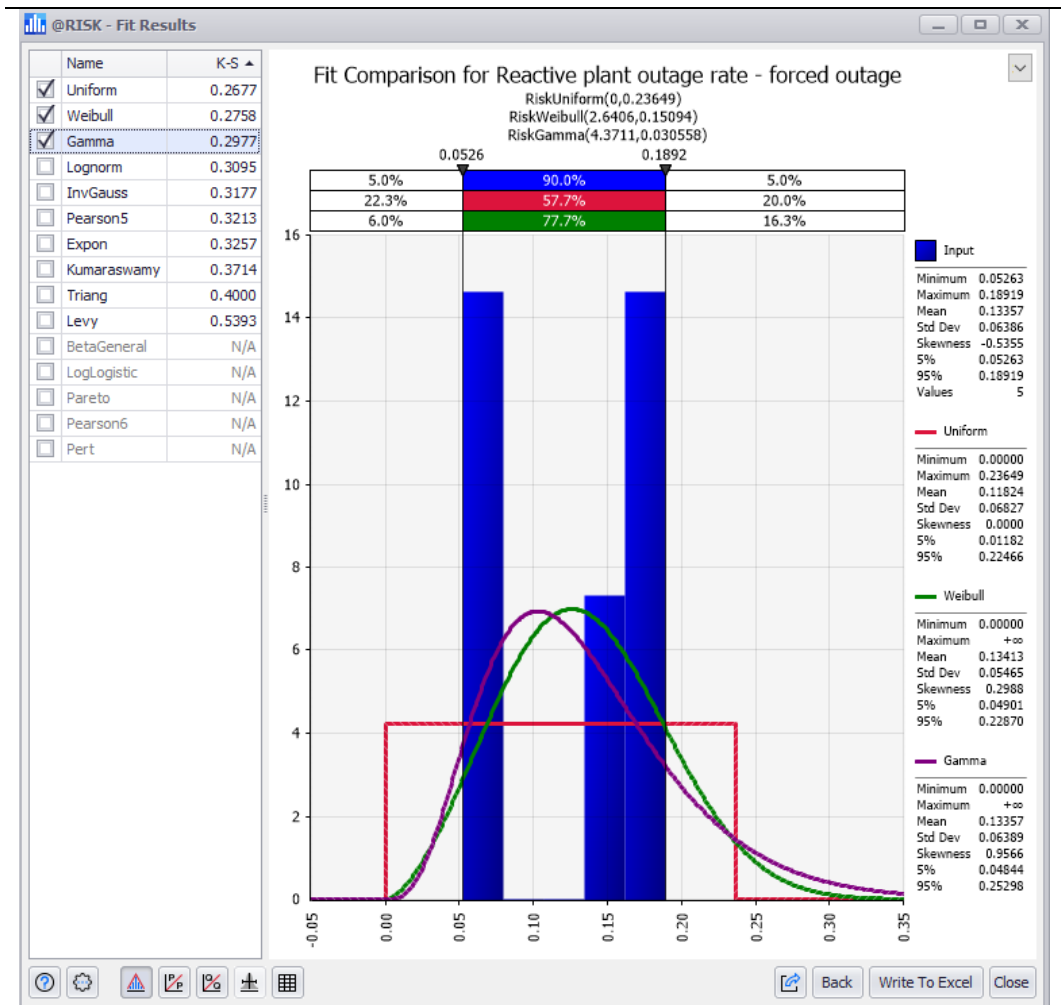 @RISK - Fit Results
Name K-S
Uniform 0.2677
Weibull 0.2758
Gamma 0.2977
Lognorm 0.3095
InvGauss 0.3177
Pearson5 0.3213
Expon 0.3257
Kumaraswamy 0.3714
Triang 0.4000
Levy 0.5393
BetaGeneral N/A
LogLogistic N/A
Pareto N/A
Pearson6 N/A
Pert N/A
Fit Comparison for Reactive plant outage rate - forced outage
RiskUniform(0,0.23649)
RiskWeibull(2.6406,0.15094)
RiskGamma(4.3711,0.030558)
0.0526 0.1892
5.0% 90.0% 5.0%
22.3% 57.7% 20.0%
6.0% 77.7% 16.3%
16
14
12
10
8
6
4
2
0
-0.05 0.00 0.05 0.10 0.15 0.20 0.25 0.30 0.35
Input
Minimum 0.05263
Maximum 0.18919
Mean 0.13357
Std Dev 0.06386
Skewness -0.5355
5% 0.05263
95% 0.18919
Values 5
Uniform
Minimum 0.00000
Maximum 0.23649
Mean 0.11824
Std Dev 0.06827
Skewness 0.0000
5% 0.01182
95% 0.22466
Weibull
Minimum 0.00000
Maximum +∞
Mean 0.13413
Std Dev 0.05465
Skewness 0.2988
5% 0.04901
95% 0.22870
Gamma
Minimum 0.00000
Maximum +∞
Mean 0.13357
Std Dev 0.06389
Skewness 0.9566
5% 0.04844
95% 0.25298
Back Write To Excel Close